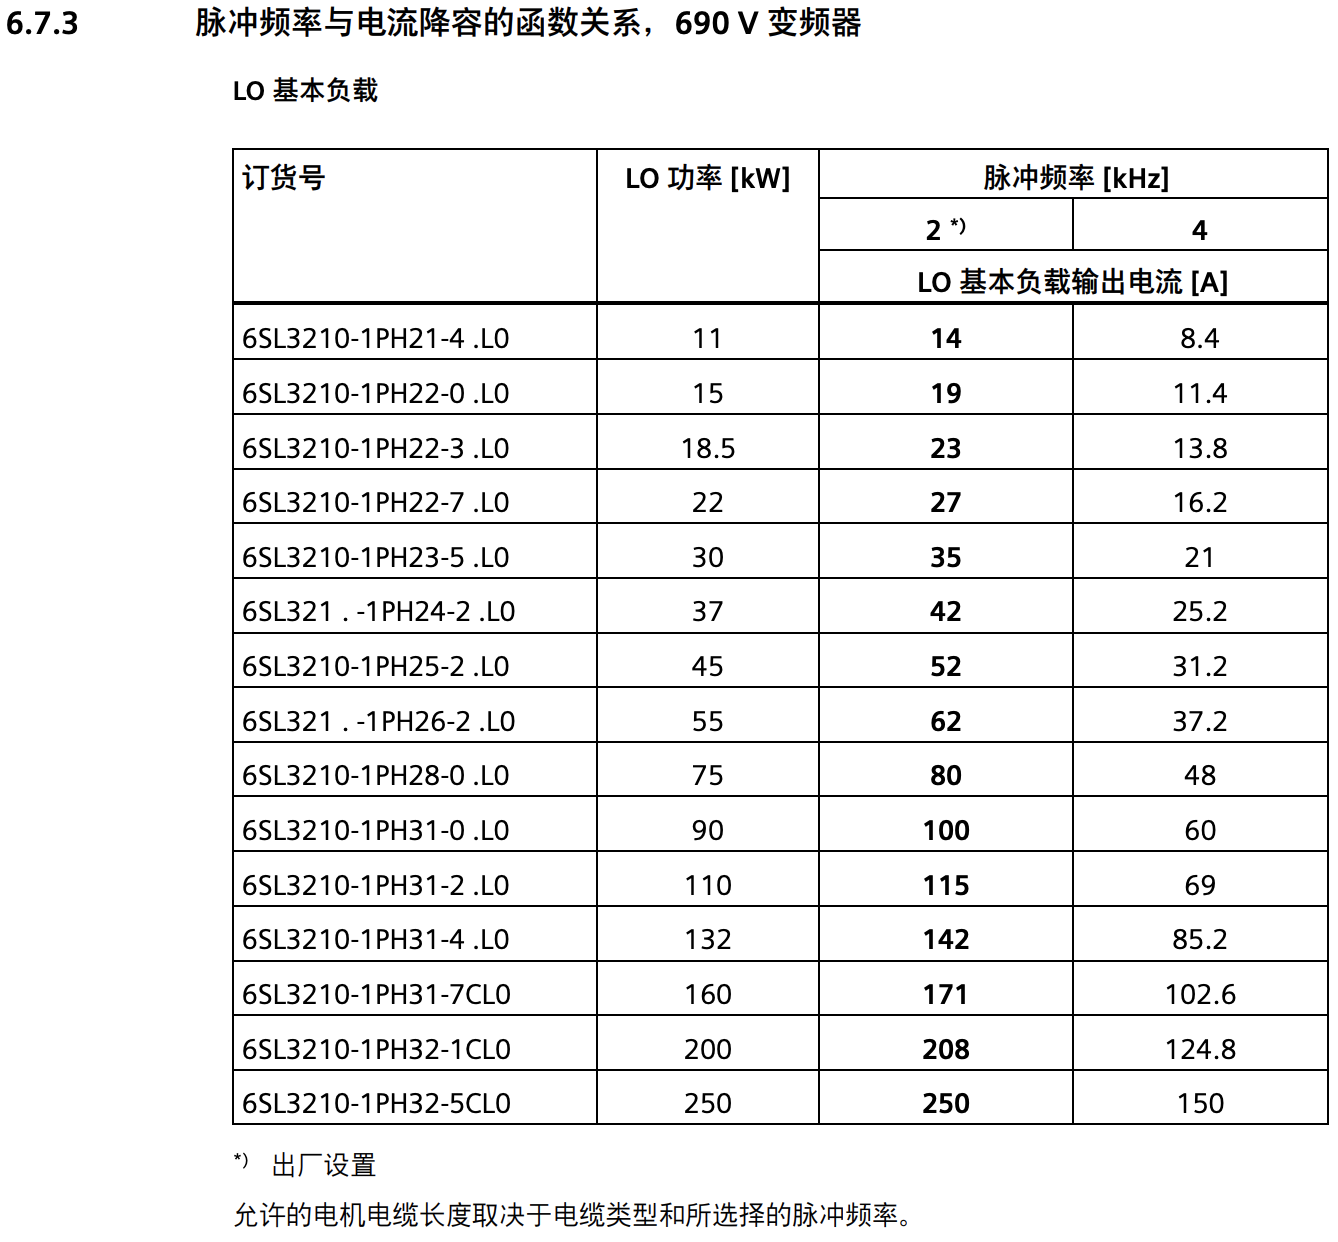 6.7.3 脉冲频率与电流降容的函数关系，690 V 变频器
LO 基本负载
订货号 LO 功率 [kW] 脉冲频率 [kHz]
2 *) 4
LO 基本负载输出电流 [A]
6SL3210-1PH21-4 .L0 11 14 8.4
6SL3210-1PH22-0 .L0 15 19 11.4
6SL3210-1PH22-3 .L0 18.5 23 13.8
6SL3210-1PH22-7 .L0 22 27 16.2
6SL3210-1PH23-5 .L0 30 35 21
6SL321 . -1PH24-2 .L0 37 42 25.2
6SL3210-1PH25-2 .L0 45 52 31.2
6SL321 . -1PH26-2 .L0 55 62 37.2
6SL3210-1PH28-0 .L0 75 80 48
6SL3210-1PH31-0 .L0 90 100 60
6SL3210-1PH31-2 .L0 110 115 69
6SL3210-1PH31-4 .L0 132 142 85.2
6SL3210-1PH31-7CL0 160 171 102.6
6SL3210-1PH32-1CL0 200 208 124.8
6SL3210-1PH32-5CL0 250 250 150
*) 出厂设置
允许的电机电缆长度取决于电缆类型和所选择的脉冲频率。